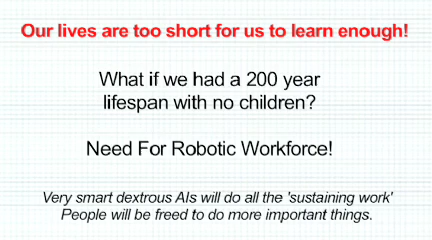 Our lives are too short for us to learn enough!
What if we had a 200 year
lifespan with no children?
Need For Robotic Workforce!
Very smart dextrous AIs will do all the 'sustaining work'
People will be freed to do more important things.